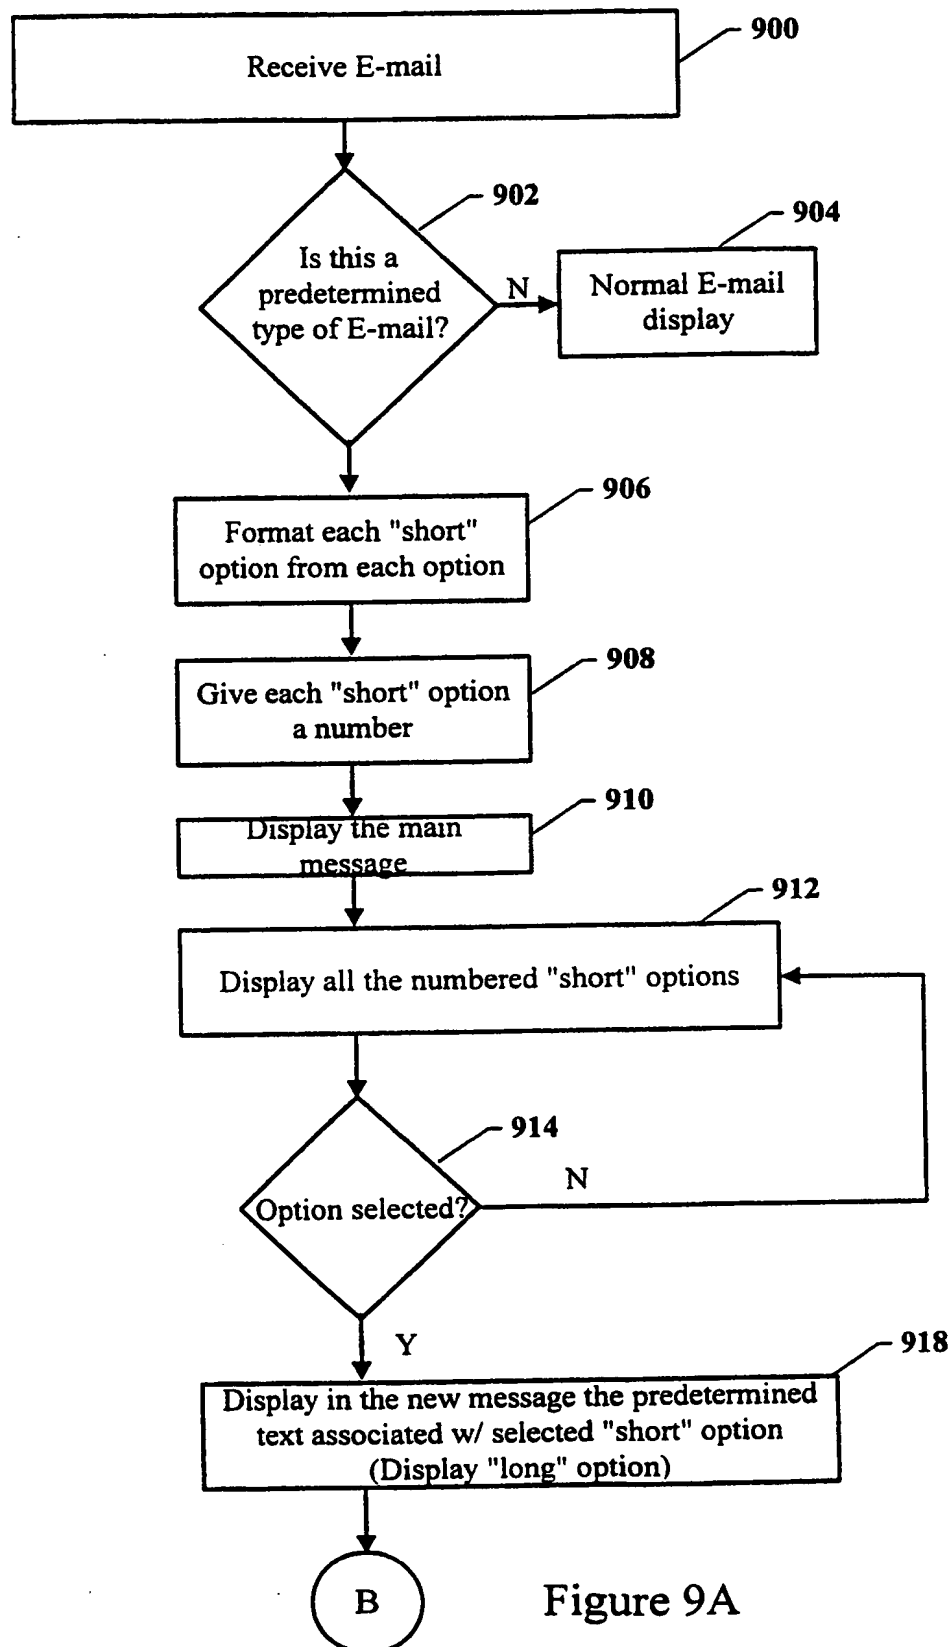 900
Receive E-mail
902
904
Is this a
predetermined
type of E-mail?
N
Normal E-mail
display
906
Format each "short"
option from each option
908
Give each "short" option
a number
910
Display the main
message
912
Display all the numbered "short" options
914
N
Option selected?
Y
918
Display in the new message the predetermined
text associated w/ selected "short" option
(Display "long" option)
B
Figure 9A